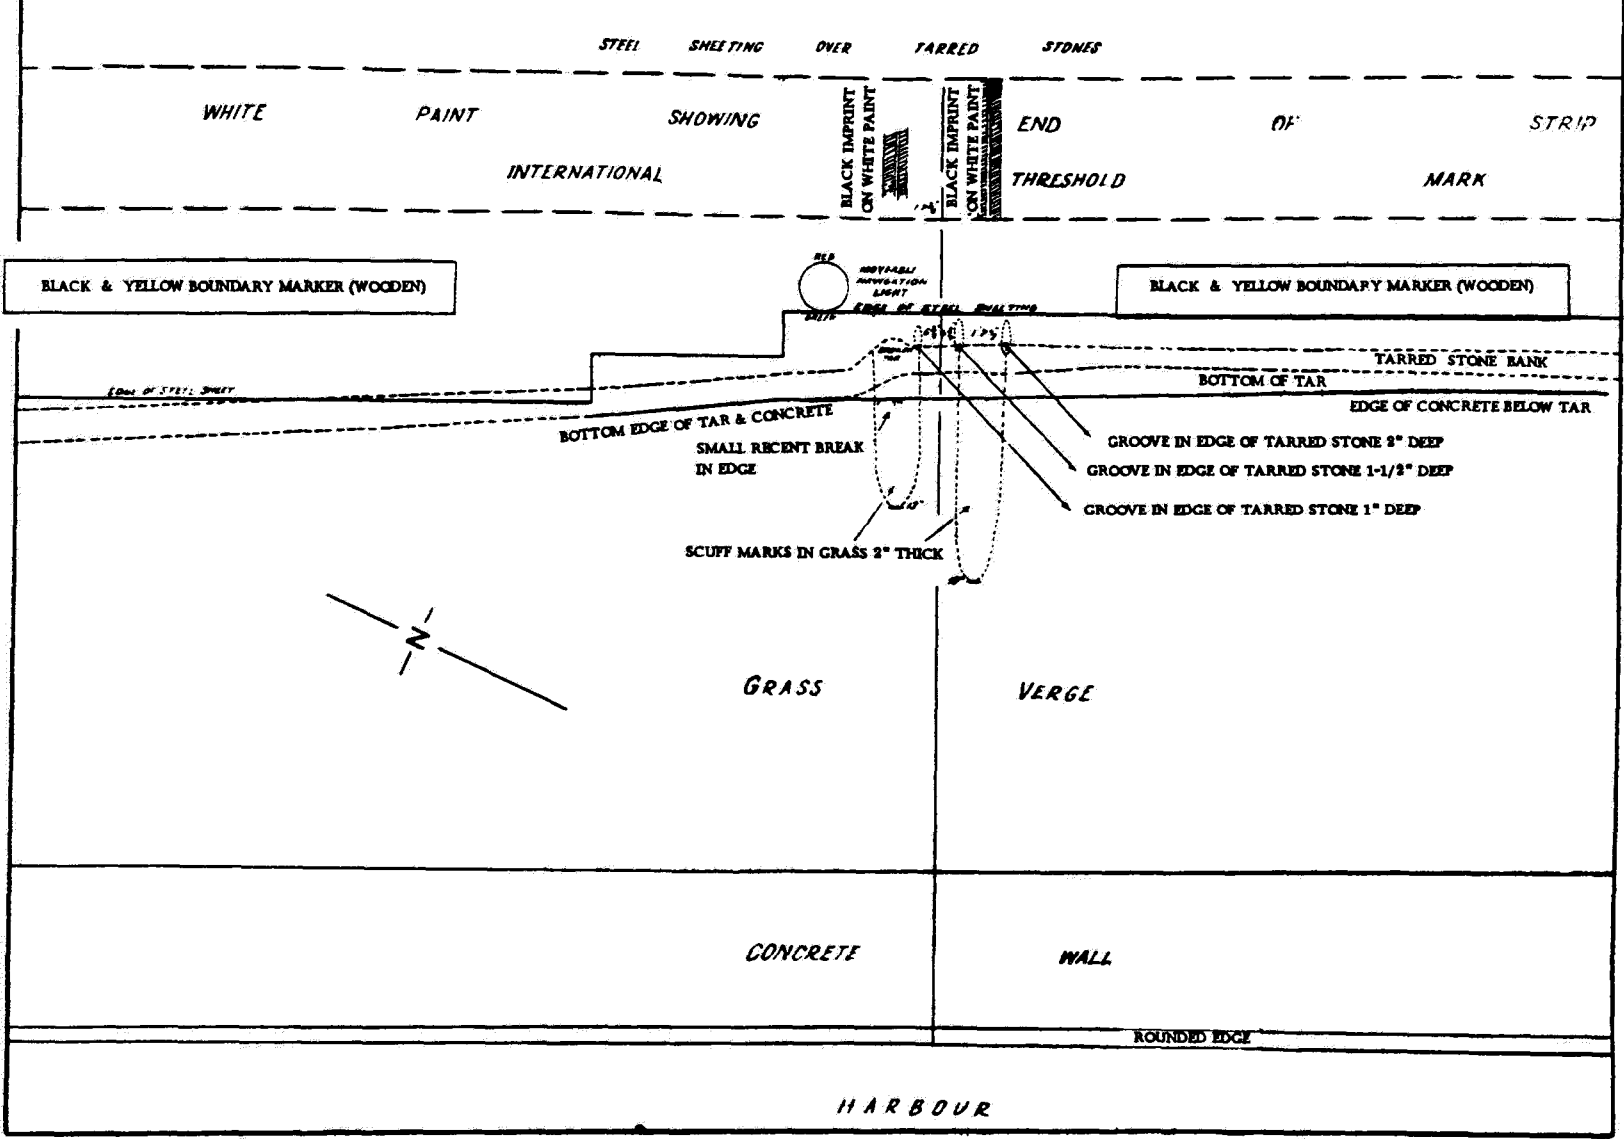 STEEL SHEETING OVER TARRED STONES
WHITE PAINT SHOWING END OF STRIP
INTERNATIONAL THRESHOLD MARK
BLACK IMPRINT
ON WHITE PAINT
BLACK IMPRINT
ON WHITE PAINT
BLACK & YELLOW BOUNDARY MARKER (WOODEN)
RED
MOVEABLE
NAVIGATION
LIGHT
BLACK & YELLOW BOUNDARY MARKER (WOODEN)
EDGE OF STEEL
TARRED STONE BANK
BOTTOM OF TAR
EDGE OF STEEL SHEET
EDGE OF CONCRETE BELOW TAR
BOTTOM EDGE OF TAR & CONCRETE
SMALL RECENT BREAK
IN EDGE
GROOVE IN EDGE OF TARRED STONE 2" DEEP
GROOVE IN EDGE OF TARRED STONE 1-1/2" DEEP
GROOVE IN EDGE OF TARRED STONE 1" DEEP
SCUFF MARKS IN GRASS 2" THICK
N
GRASS VERGE
CONCRETE WALL
ROUNDED EDGE
HARBOUR